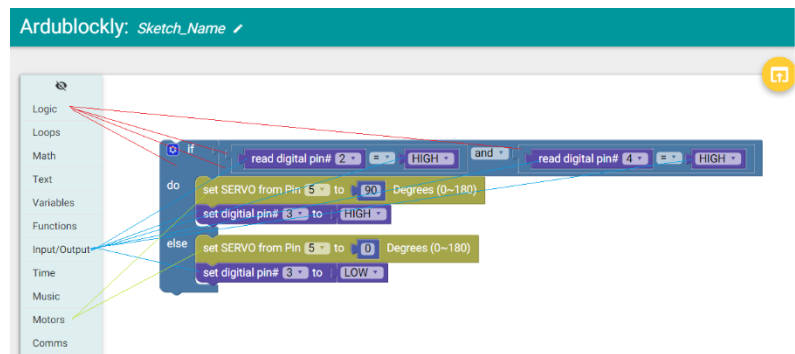 Ardublockly: Sketch_Name
Logic
Loops
Math
Text
Variables
Functions
Input/Output
Time
Music
Motors
Comms
if read digital pin# 2 = HIGH and read digital pin# 4 = HIGH
do set SERVO from Pin 5 to 90 Degrees (0~180)
set digitial pin# 3 to HIGH
else set SERVO from Pin 5 to 0 Degrees (0~180)
set digitial pin# 3 to LOW